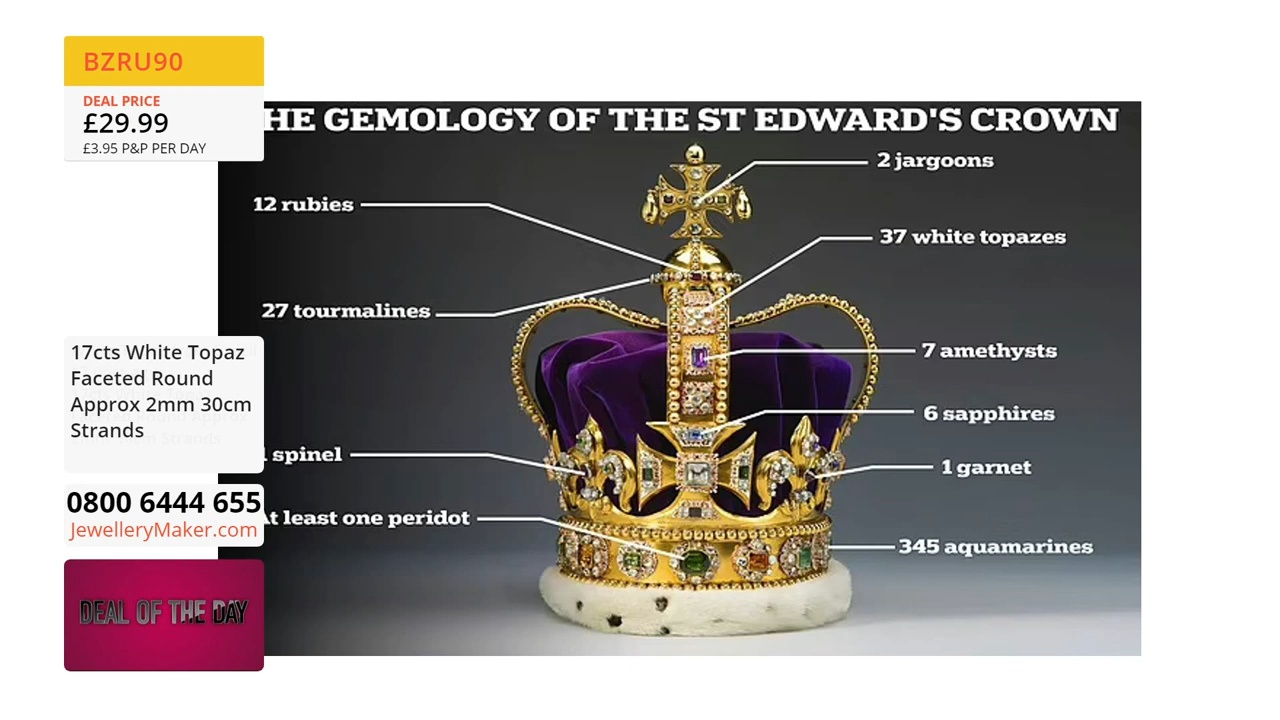 BZRU90
DEAL PRICE
£29.99
£3.95 P&P PER DAY
HE GEMOLOGY OF THE ST EDWARD'S CROWN
2 jargoons
12 rubies
37 white topazes
27 tourmalines
7 amethysts
6 sapphires
1 spinel
1 garnet
At least one peridot
345 aquamarines
17cts White Topaz
Faceted Round
Approx 2mm 30cm
Strands
0800 6444 655
JewelleryMaker.com
DEAL OF THE DAY